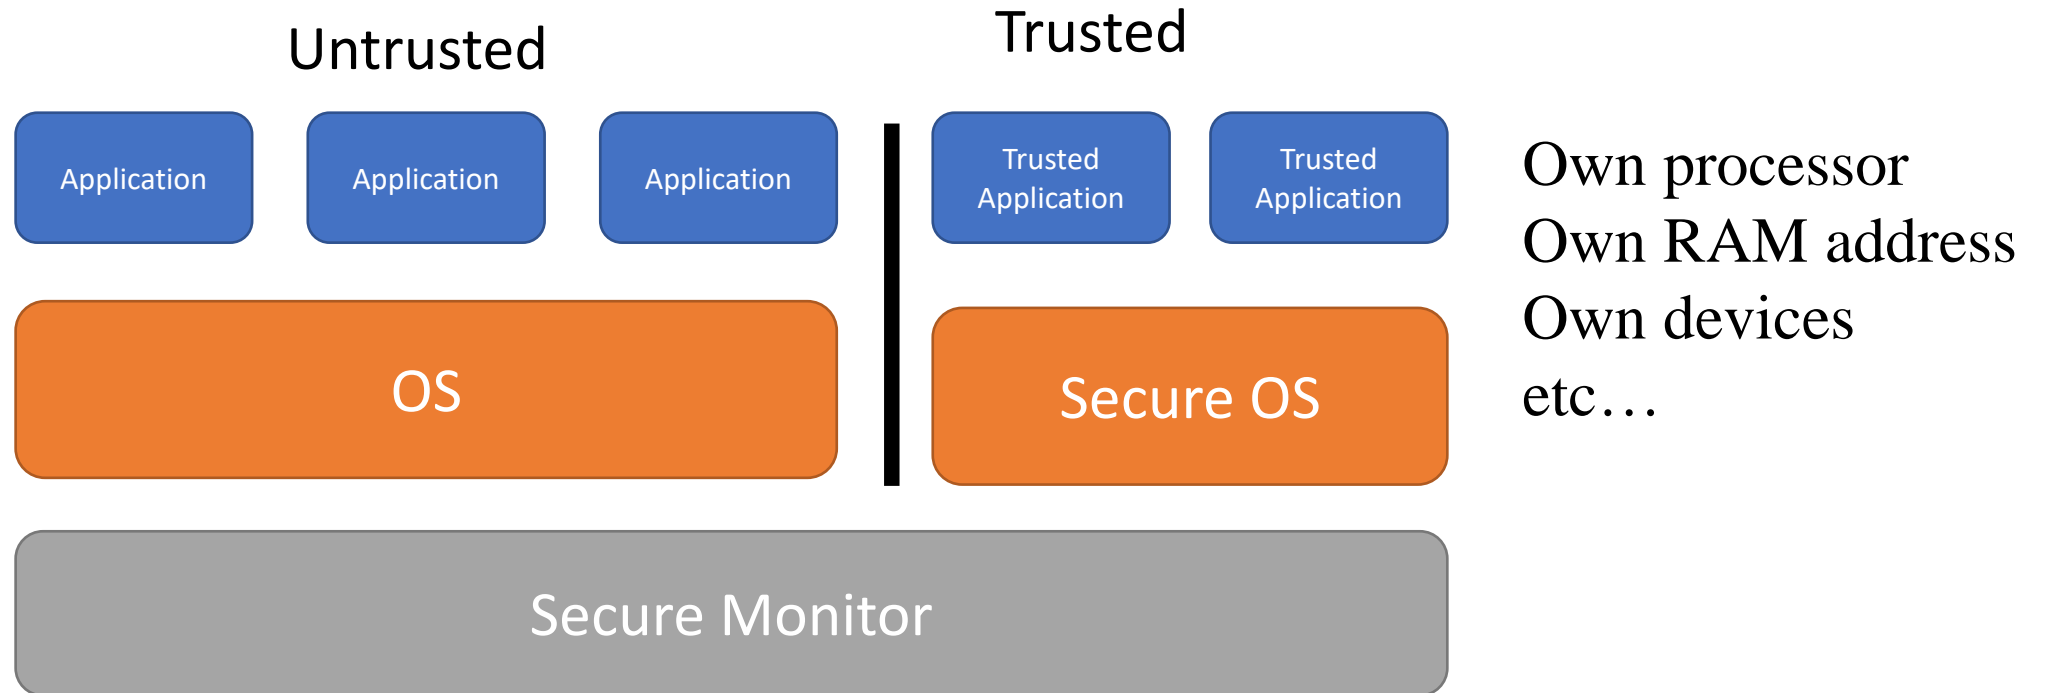 Untrusted
Trusted
Application
Application
Application
Trusted
Application
Trusted
Application
Own processor
Own RAM address
Own devices
etc…
OS
Secure OS
Secure Monitor